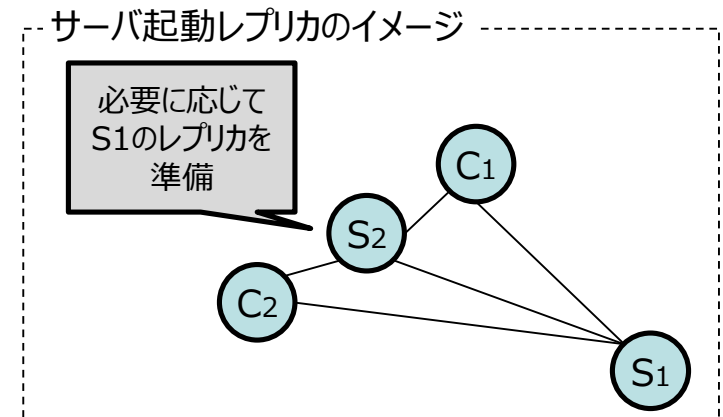 サーバ起動レプリカのイメージ
必要に応じて
S1のレプリカを
準備
C1
S2
C2
S1